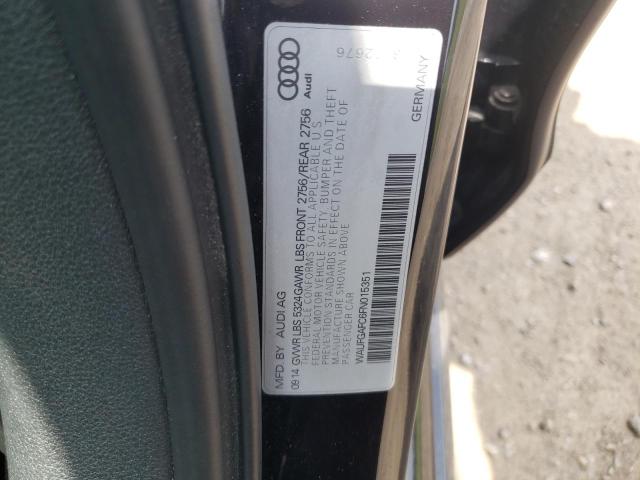 MFD BY AUDI AG
09 14 GVWR LBS 5324 GAWR LBS FRONT 2756/REAR 2756
THIS VEHICLE CONFORMS TO ALL APPLICABLE U S
FEDERAL MOTOR VEHICLE SAFETY, BUMPER AND THEFT
PREVENTION STANDARDS IN EFFECT ON THE DATE OF
MANUFACTURE SHOWN ABOVE
PASSENGER CAR
WAUFGAFC6FN015351
GERMANY
Audi